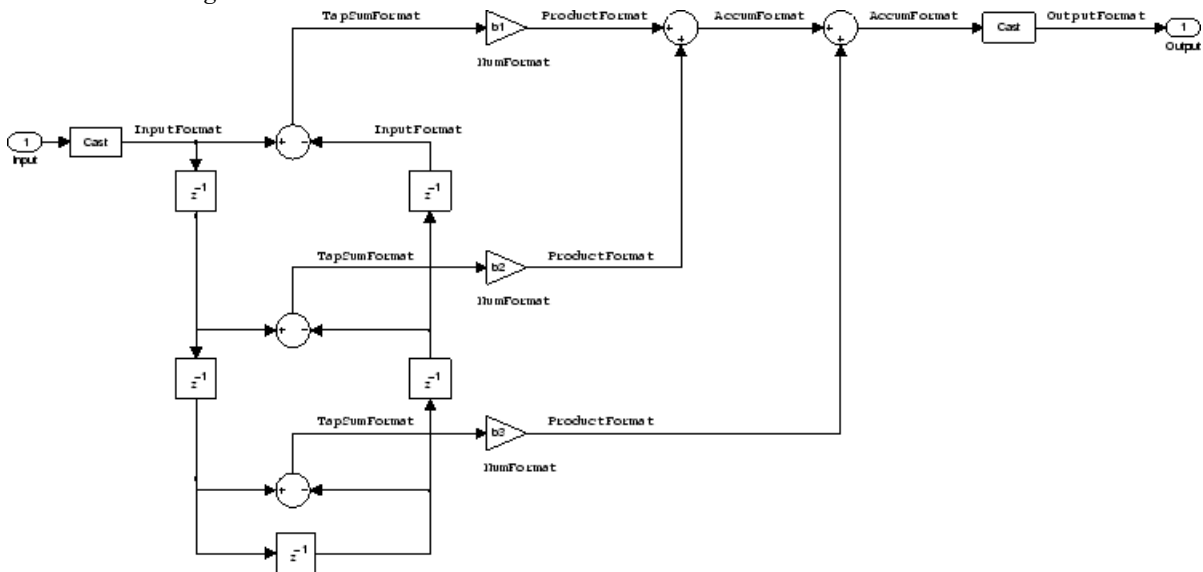 TapSumFormat
b1
ProductFormat
AccumFormat
AccumFormat
Cast
OutputFormat
1
Output
NumFormat
1
Input
Cast
InputFormat
InputFormat
z-1
z-1
TapSumFormat
b2
ProductFormat
NumFormat
z-1
z-1
TapSumFormat
b3
ProductFormat
NumFormat
z-1